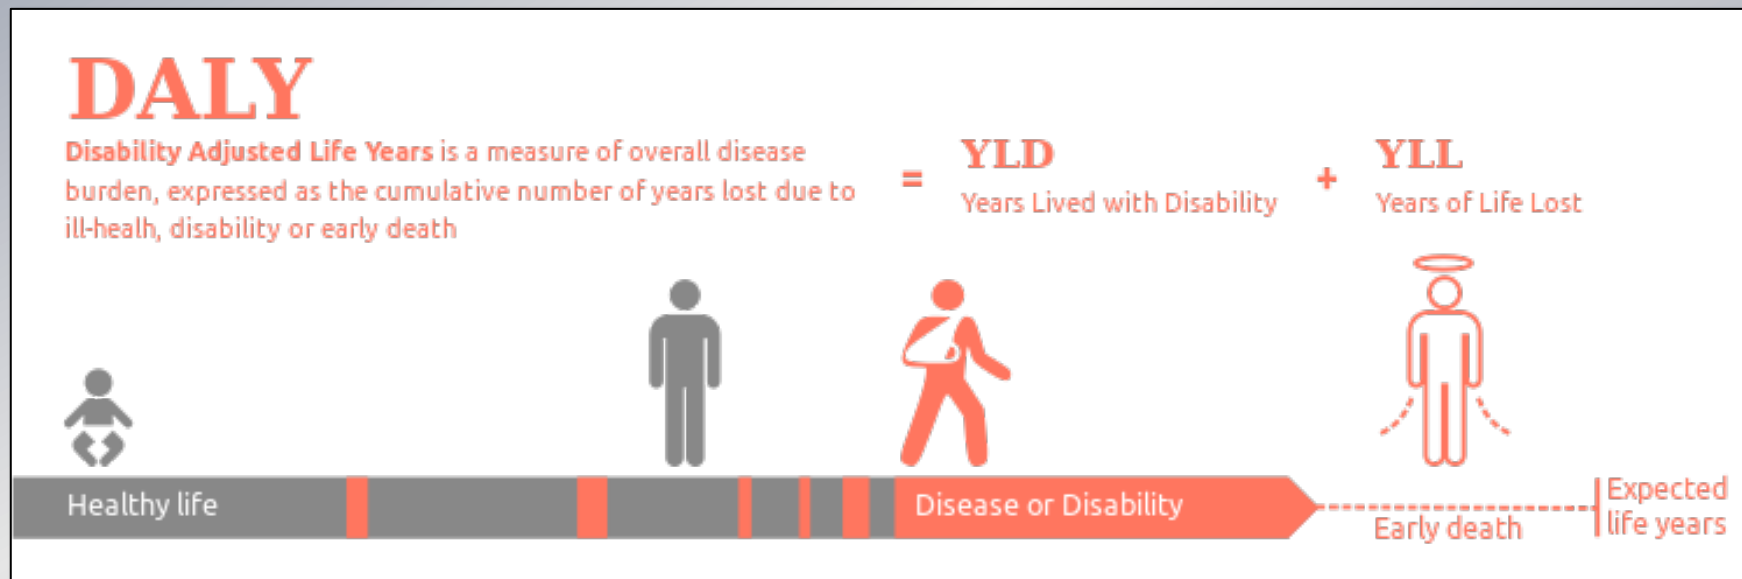 DALY
Disability Adjusted Life Years is a measure of overall disease
burden, expressed as the cumulative number of years lost due to
ill-healh, disability or early death
=
YLD
Years Lived with Disability
+
YLL
Years of Life Lost
Healthy life
Disease or Disability
Early death
Expected
life years